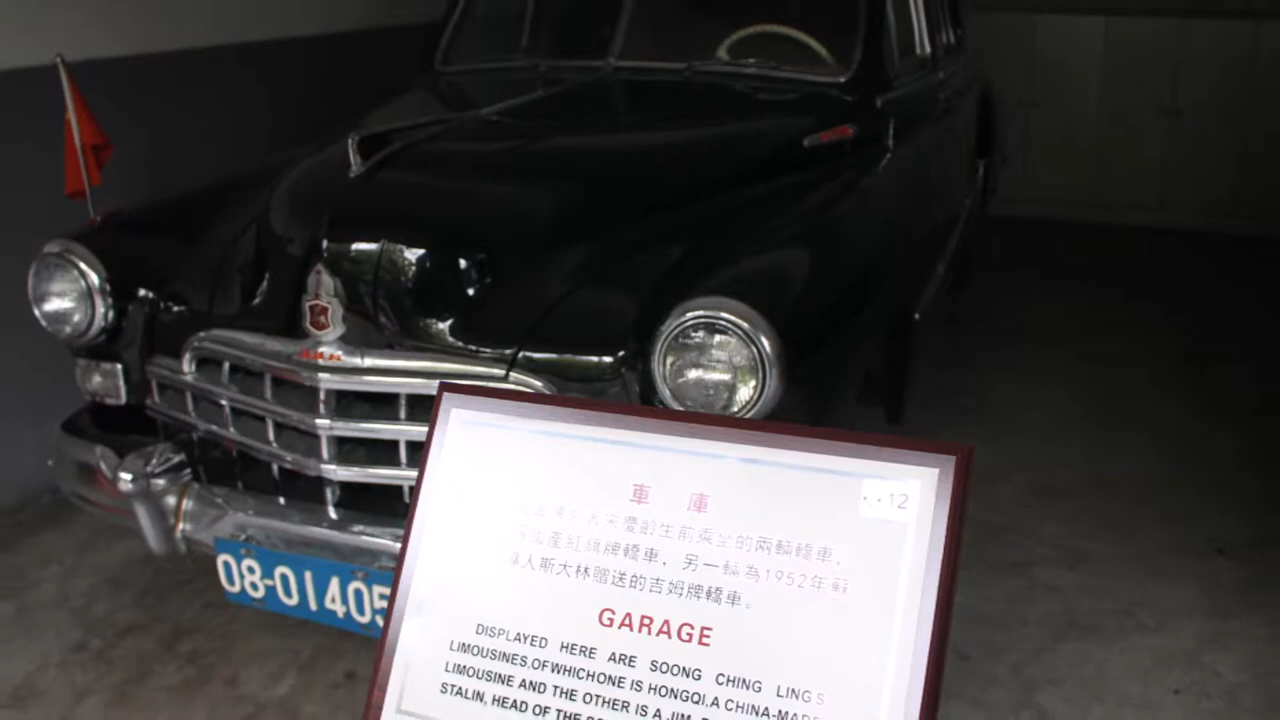 08-01405
12
車 庫
宋慶齡生前乘坐的兩輛轎車，
國產紅旗牌轎車，另一輛為1952年蘇
人斯大林贈送的吉姆牌轎車。
GARAGE
DISPLAYED HERE ARE SOONG CHING LING'S
LIMOUSINES,OF WHICHONE IS HONGQI,A CHINA-MADE
LIMOUSINE AND THE OTHER IS A JIM,
STALIN, HEAD OF THE